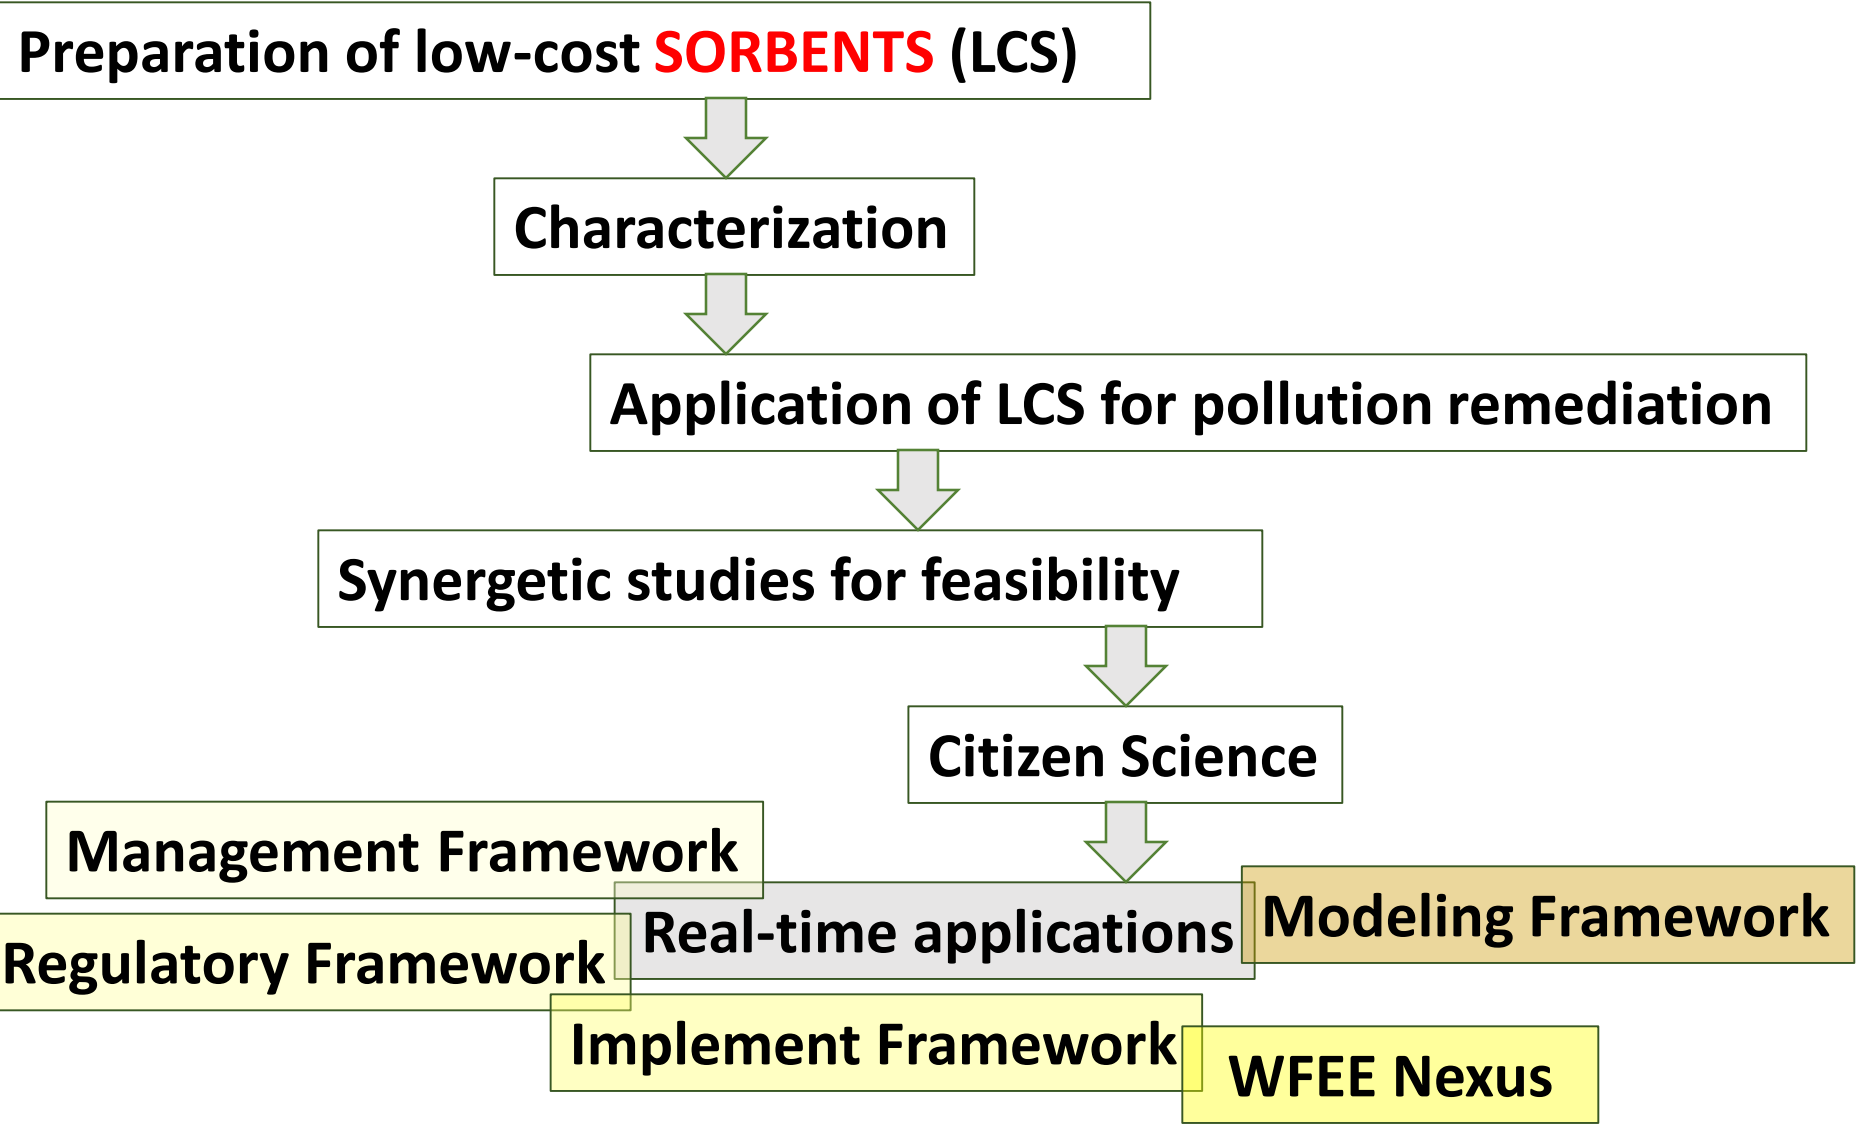 Preparation of low-cost SORBENTS (LCS)
Characterization
Application of LCS for pollution remediation
Synergetic studies for feasibility
Citizen Science
Management Framework
Real-time applications
Modeling Framework
Regulatory Framework
Implement Framework
WFEE Nexus